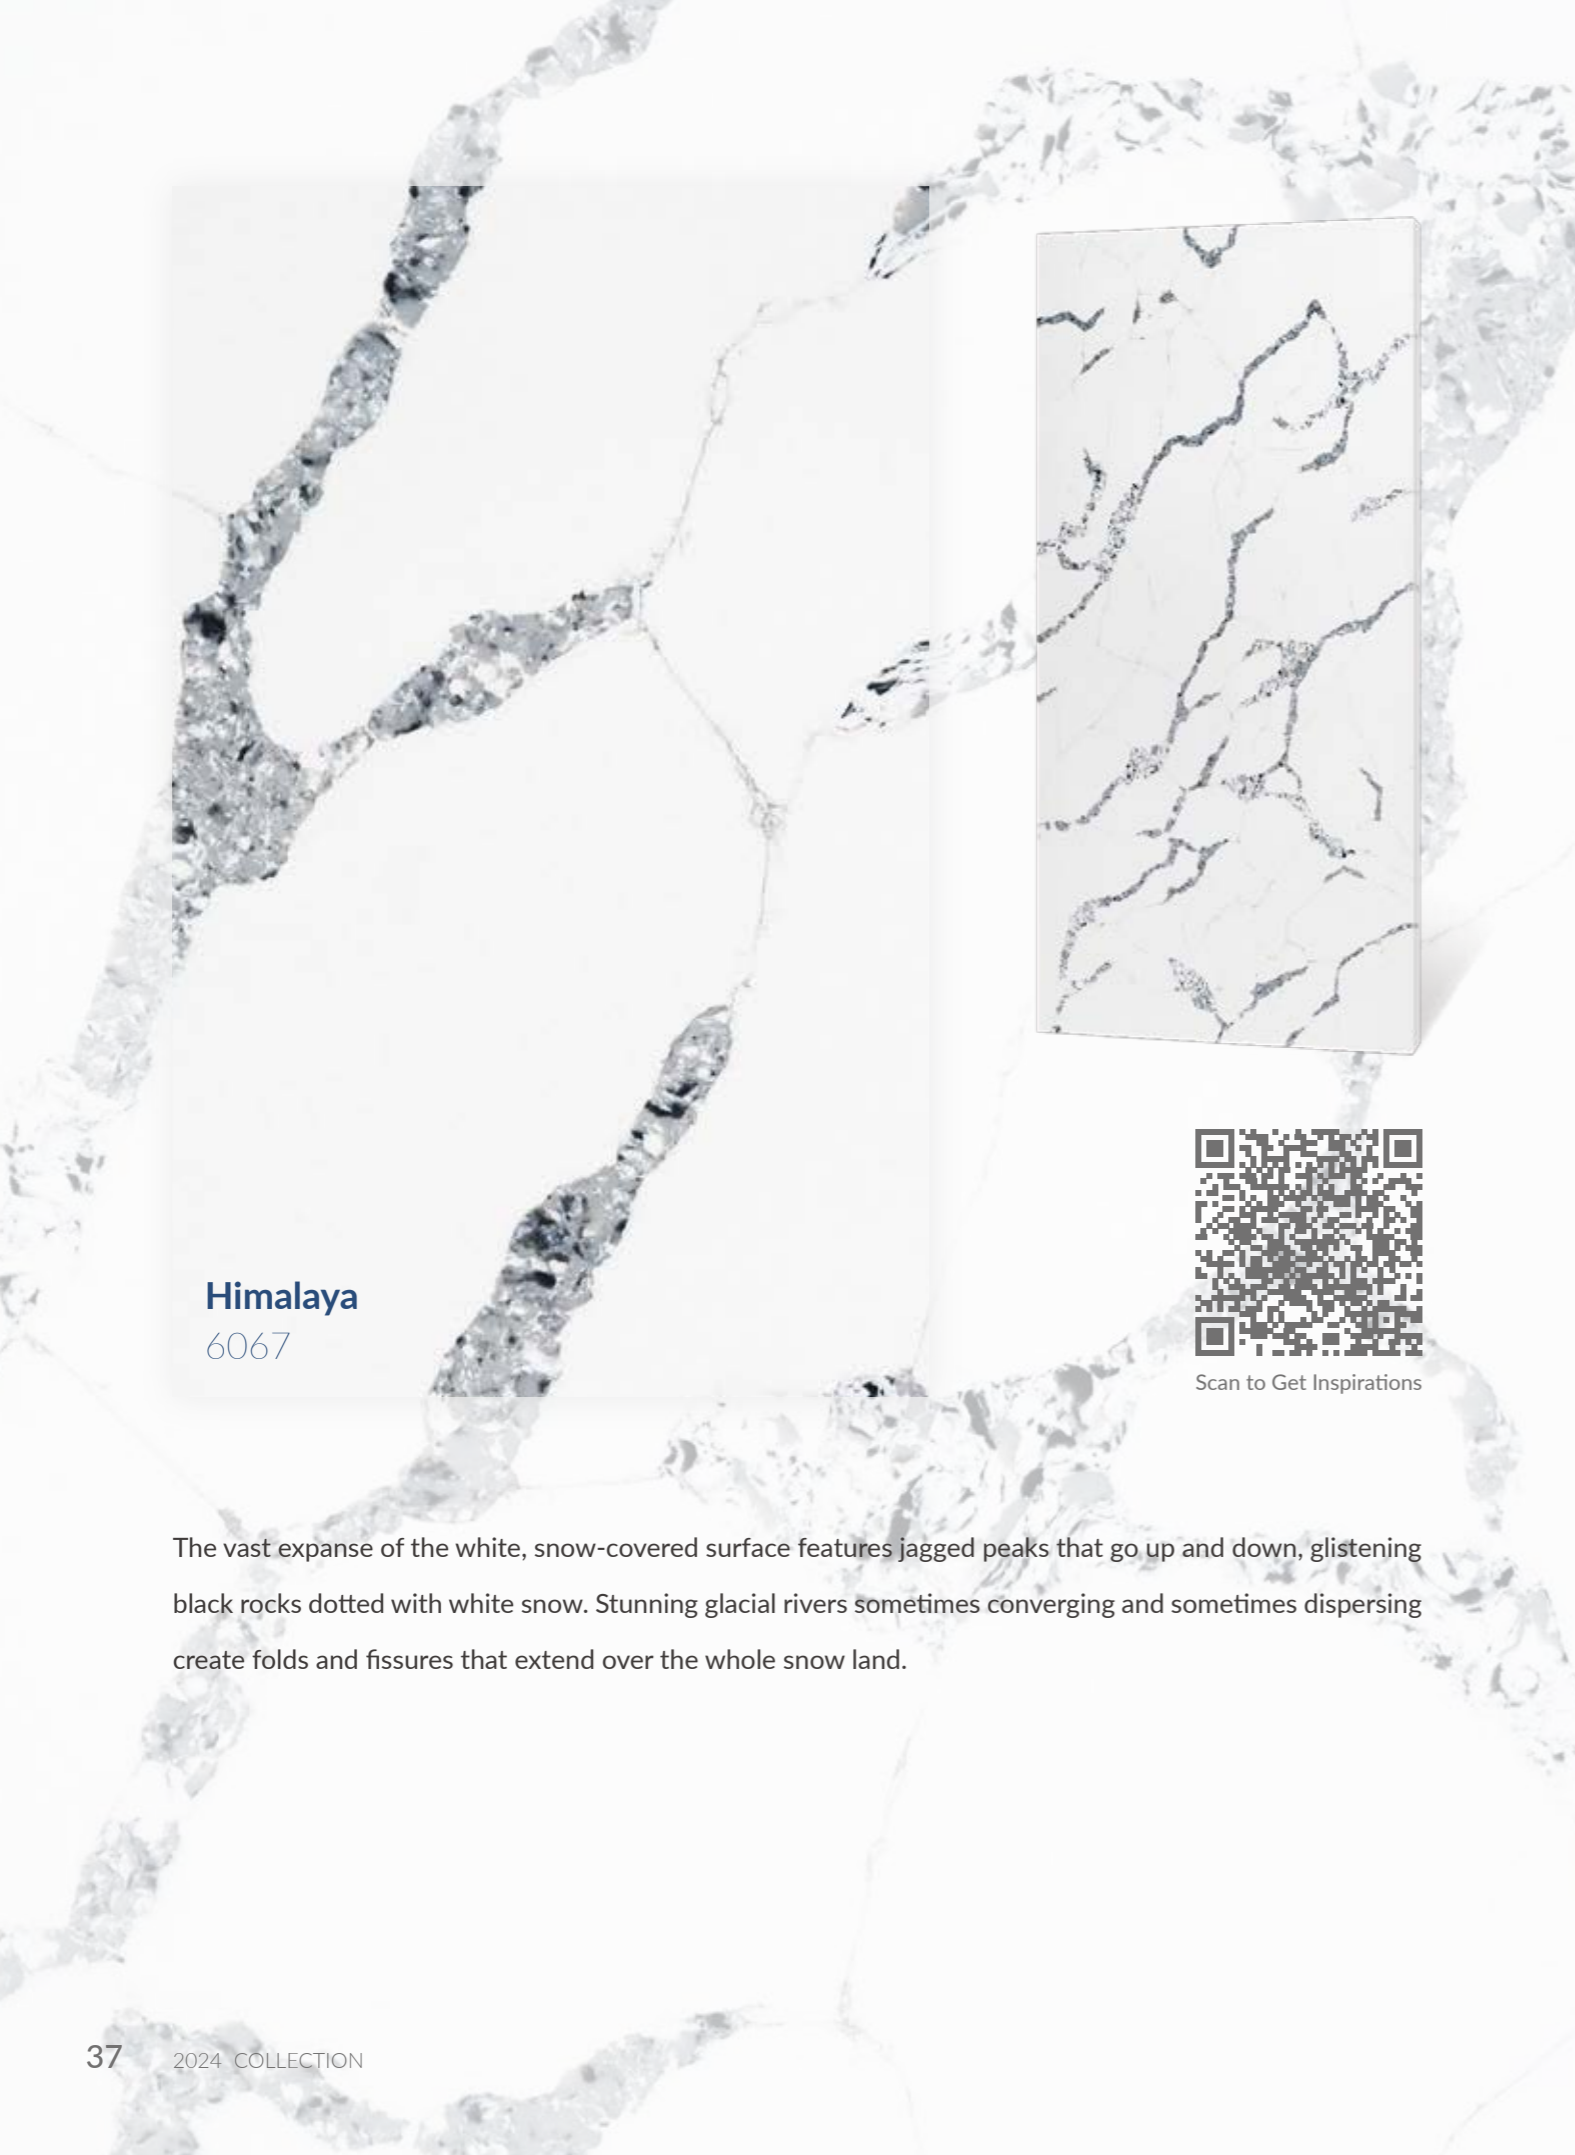 Himalaya
6067
Scan to Get Inspirations
The vast expanse of the white, snow-covered surface features jagged peaks that go up and down, glistening
black rocks dotted with white snow. Stunning glacial rivers sometimes converging and sometimes dispersing
create folds and fissures that extend over the whole snow land.
37 2024 COLLECTION